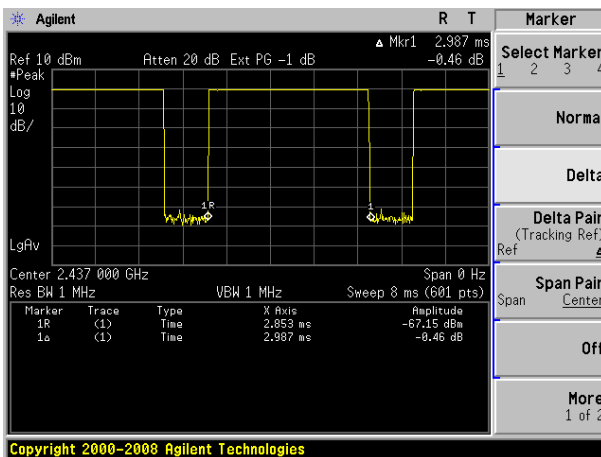 Agilent R T Marker
Δ Mkr1 2.987 ms
Ref 10 dBm Atten 20 dB Ext PG -1 dB -0.46 dB
#Peak
Log
10
dB/
1R
1
LgAv
Center 2.437 000 GHz Span 0 Hz
Res BW 1 MHz VBW 1 MHz Sweep 8 ms (601 pts)
Marker Trace Type X Axis Amplitude
1R (1) Time 2.853 ms -67.15 dBm
1Δ (1) Time 2.987 ms -0.46 dB
Select Marker
1 2 3 4
Norma
Delta
Delta Pair
(Tracking Ref)
Ref Δ
Span Pair
Span Center
Off
More
1 of 2
Copyright 2000-2008 Agilent Technologies